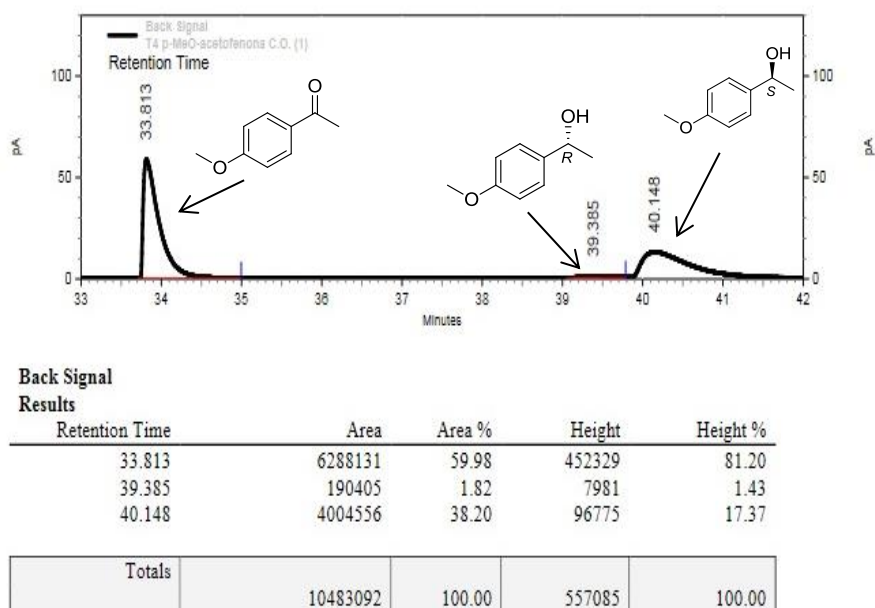 Back Signal
T4 p-MeO-acetofenona C.O. (1)
Retention Time
100
50
0
100
50
0
pA
pA
33.813
39.385
40.148
O
O
OH
R
O
OH
S
O
33 34 35 36 37 38 39 40 41 42
Minutes
Back Signal
Results
Retention Time Area Area % Height Height %
33.813 6288131 59.98 452329 81.20
39.385 190405 1.82 7981 1.43
40.148 4004556 38.20 96775 17.37
Totals
10483092 100.00 557085 100.00